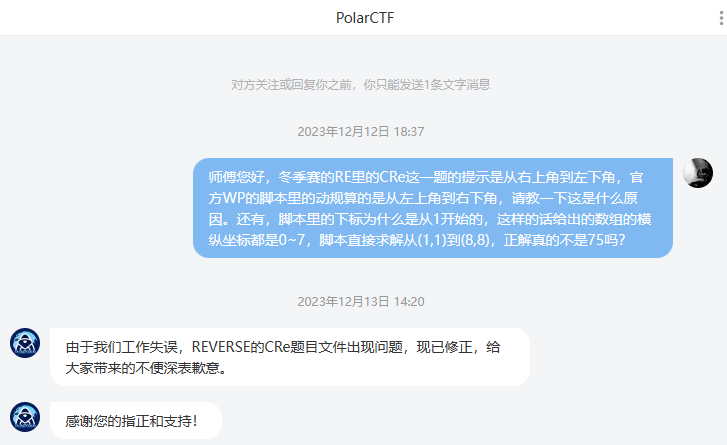 PolarCTF
对方关注或回复你之前，你只能发送1条文字消息
2023年12月12日 18:37
师傅您好，冬季赛的RE里的CRe这一题的提示是从右上角到左下角，官
方WP的脚本里的动规算的是从左上角到右下角，请教一下这是什么原
因。还有，脚本里的下标为什么是从1开始的，这样的话给出的数组的横
纵坐标都是0~7，脚本直接求解从(1,1)到(8,8)，正解真的不是75吗？
2023年12月13日 14:20
由于我们工作失误，REVERSE的CRe题目文件出现问题，现已修正，给
大家带来的不便深表歉意。
感谢您的指正和支持！